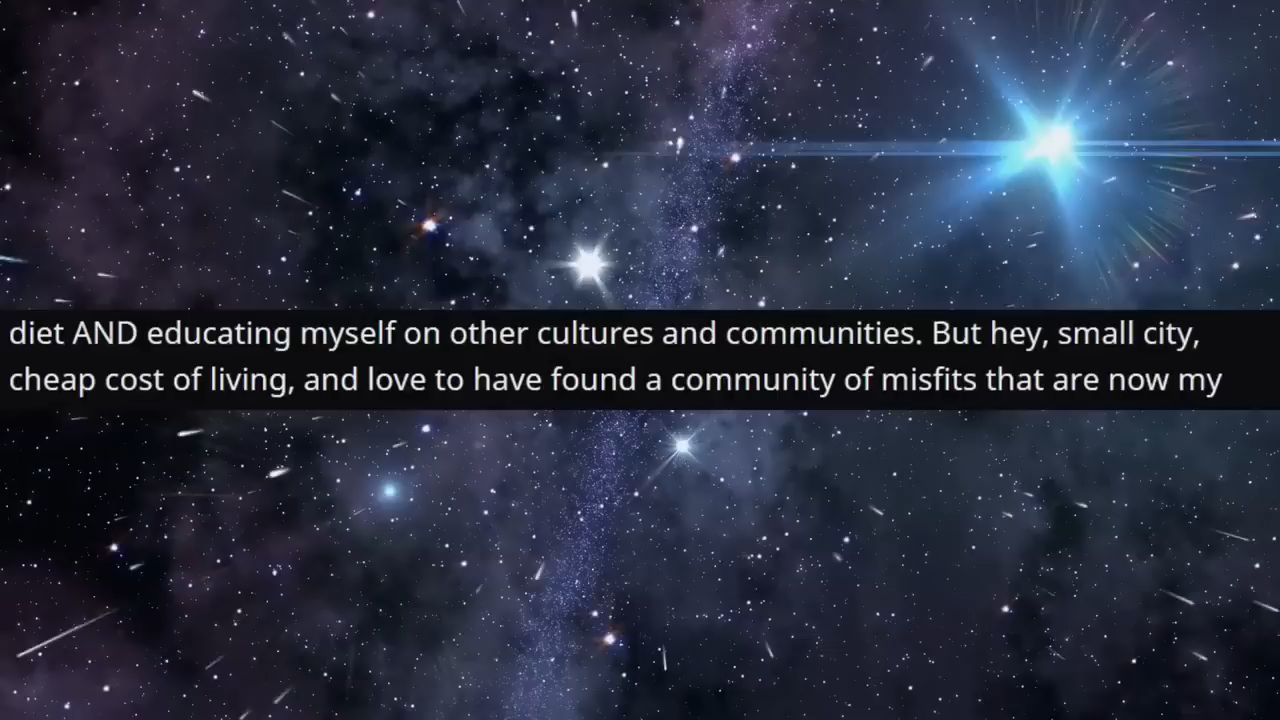 diet AND educating myself on other cultures and communities. But hey, small city,
cheap cost of living, and love to have found a community of misfits that are now my